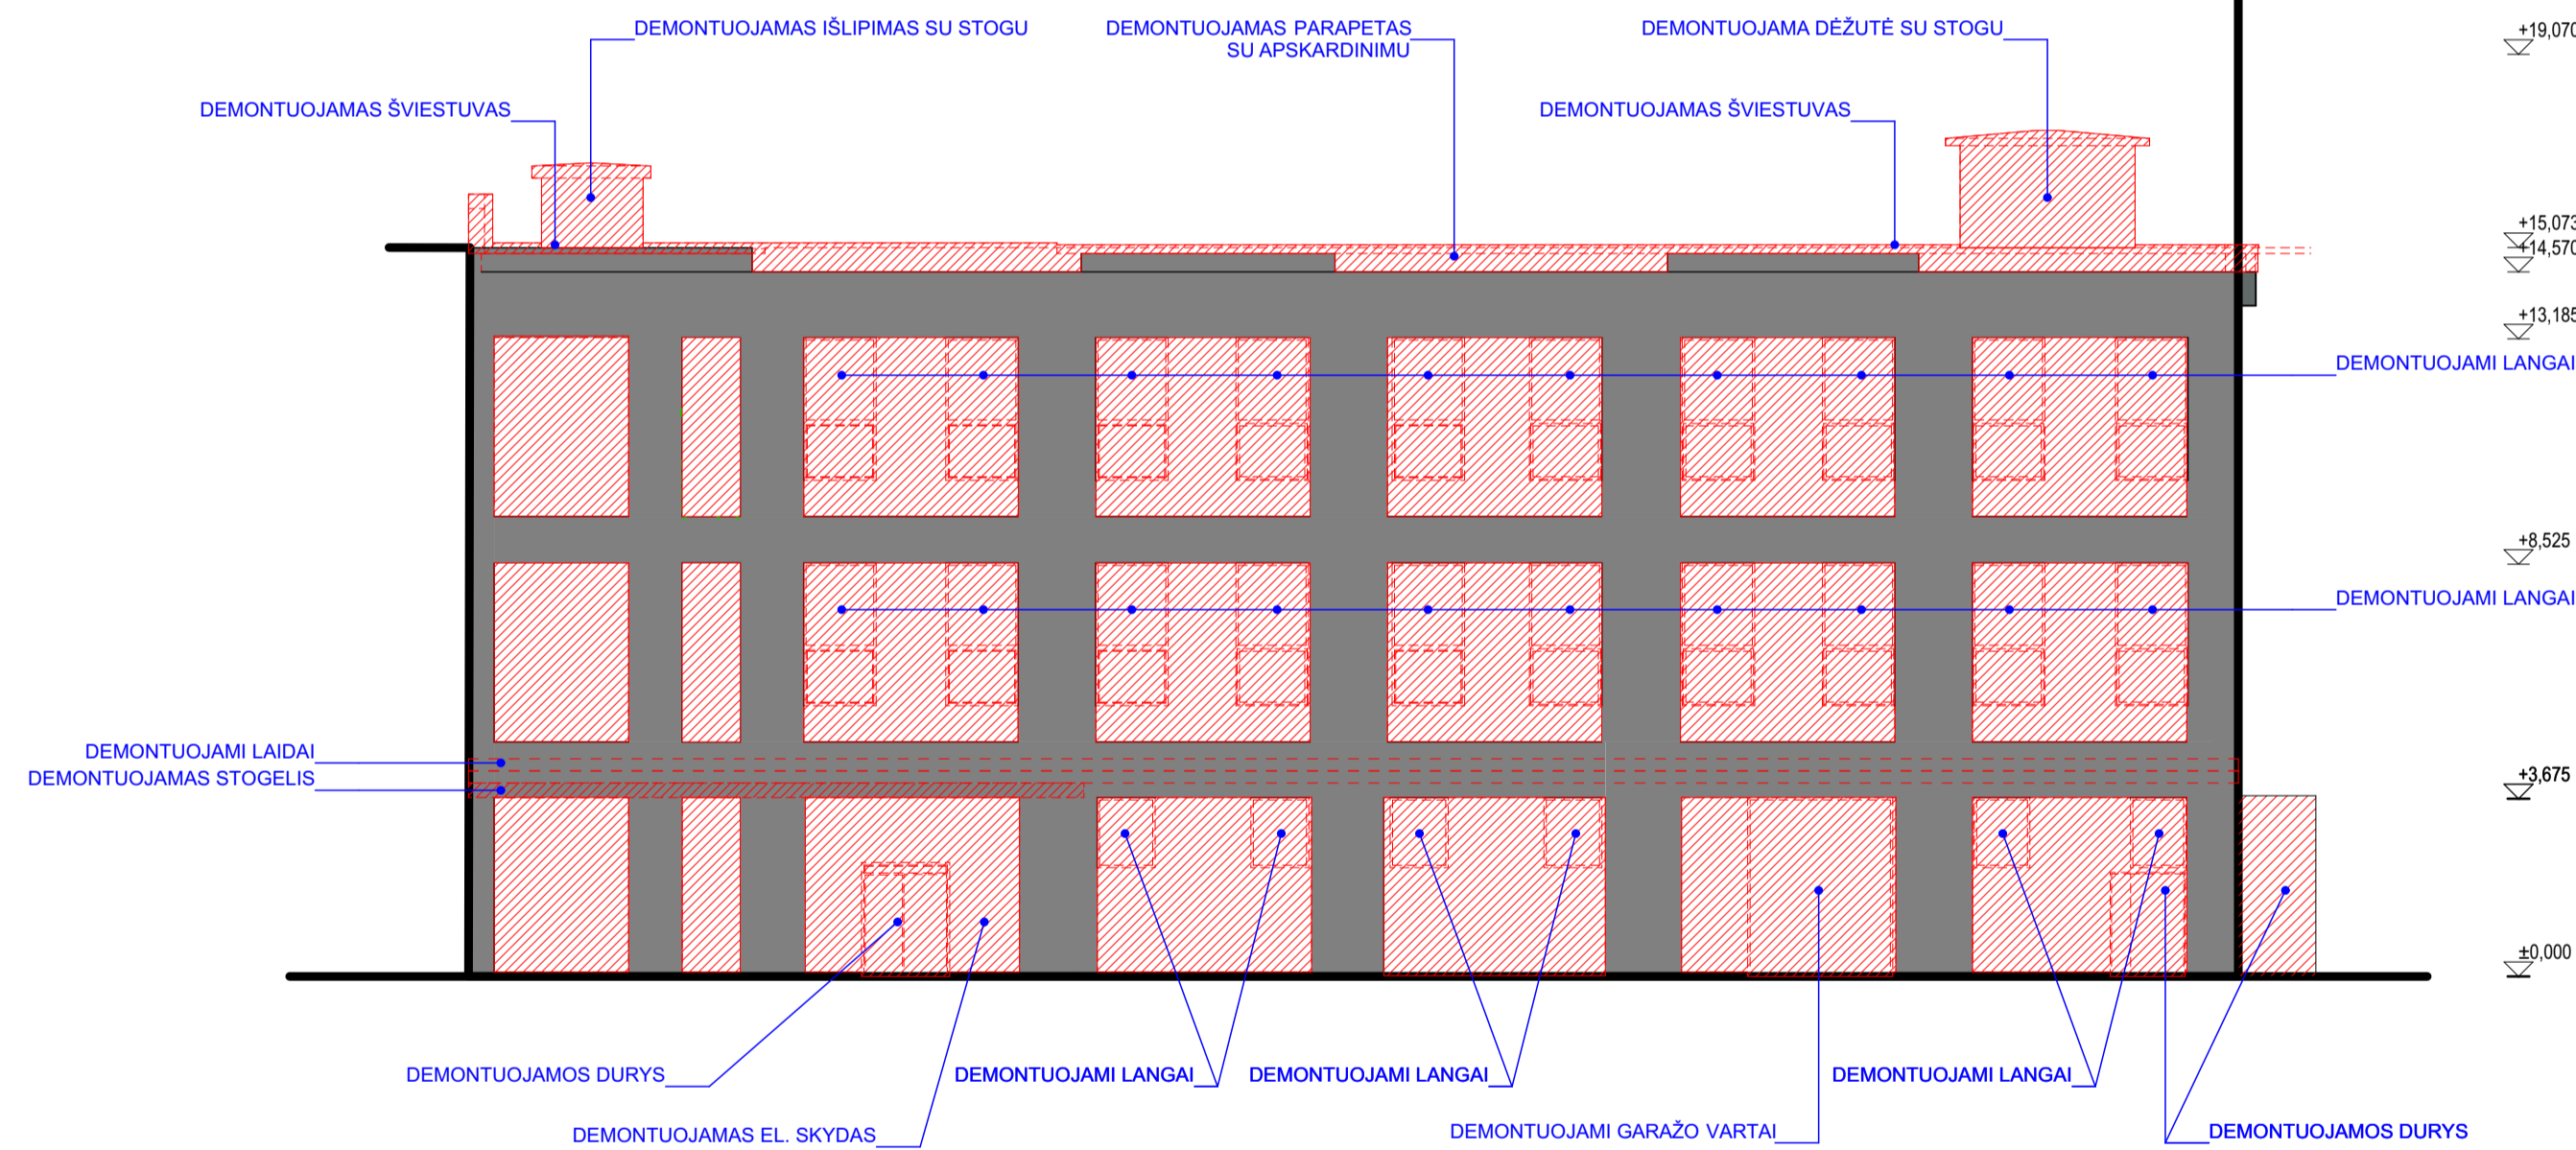 DEMONTUOJAMAS IŠLIPIMAS SU STOGU
DEMONTUOJAMAS PARAPETAS
SU APSKARDINIMU
DEMONTUOJAMA DĖŽUTĖ SU STOGU
+19,070
DEMONTUOJAMAS ŠVIESTUVAS
DEMONTUOJAMAS ŠVIESTUVAS
+15,073
+14,570
+13,185
DEMONTUOJAMI LANGAI
+8,525
DEMONTUOJAMI LANGAI
DEMONTUOJAMI LAIDAI
DEMONTUOJAMAS STOGELIS
+3,675
±0,000
DEMONTUOJAMOS DURYS
DEMONTUOJAMI LANGAI
DEMONTUOJAMI LANGAI
DEMONTUOJAMI LANGAI
DEMONTUOJAMAS EL. SKYDAS
DEMONTUOJAMI GARAŽO VARTAI
DEMONTUOJAMOS DURYS